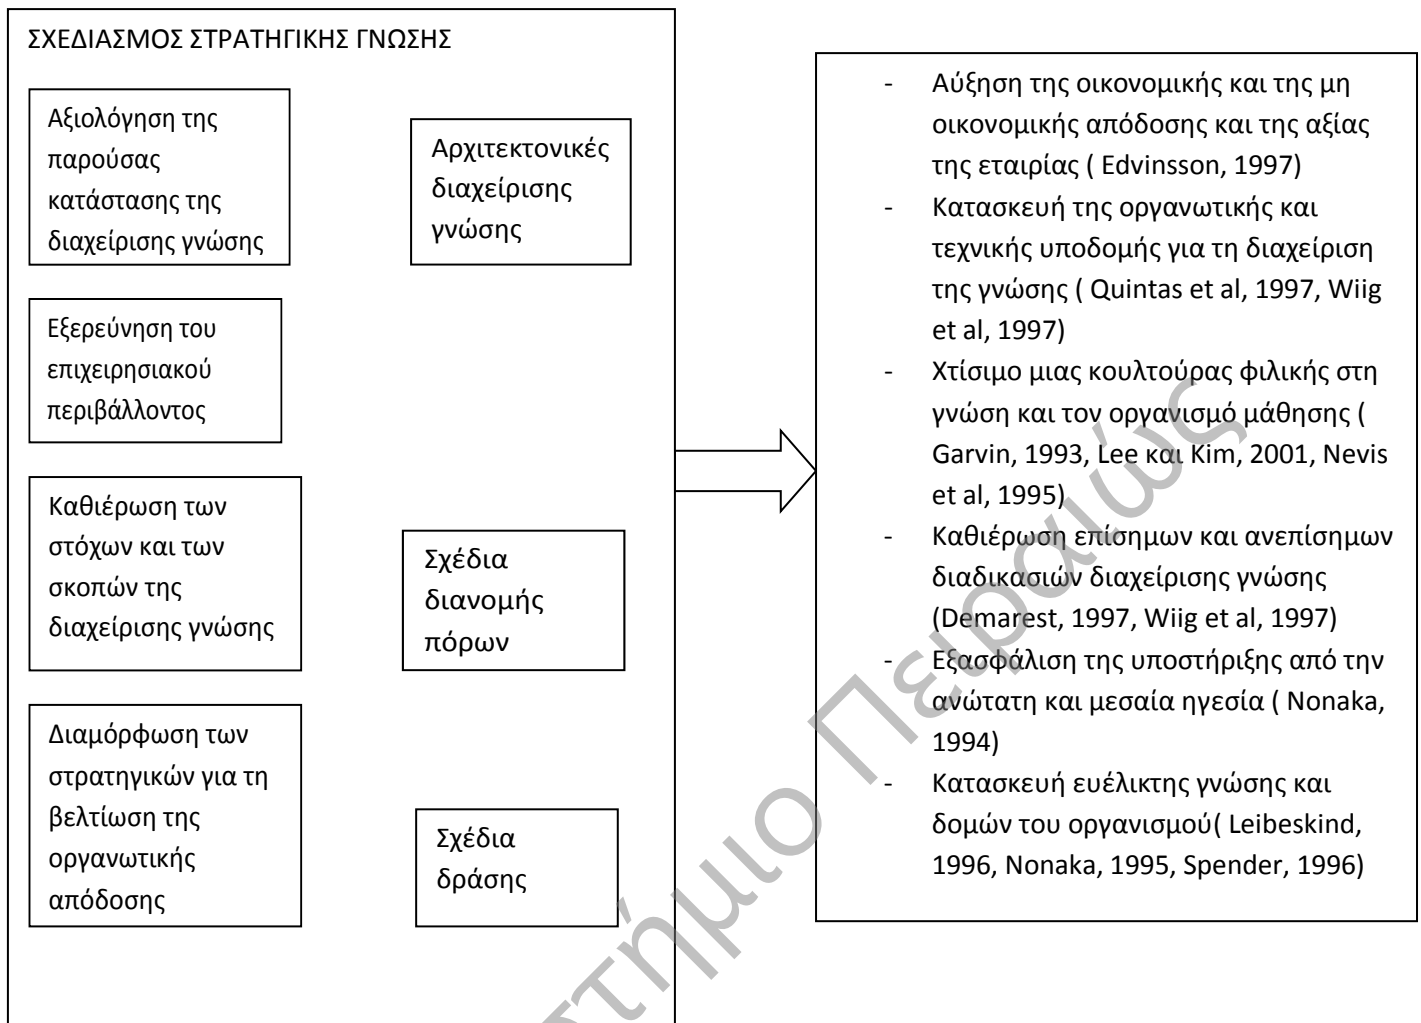 ΣΧΕΔΙΑΣΜΟΣ ΣΤΡΑΤΗΓΙΚΗΣ ΓΝΩΣΗΣ
Αξιολόγηση της
παρούσας
κατάστασης της
διαχείρισης γνώσης
Εξερεύνηση του
επιχειρησιακού
περιβάλλοντος
Καθιέρωση των
στόχων και των
σκοπών της
διαχείρισης γνώσης
Διαμόρφωση των
στρατηγικών για τη
βελτίωση της
οργανωτικής
απόδοσης
Αρχιτεκτονικές
διαχείρισης
γνώσης
Σχέδια
διανομής
πόρων
Σχέδια
δράσης
- Αύξηση της οικονομικής και της μη
οικονομικής απόδοσης και της αξίας
της εταιρίας ( Edvinsson, 1997)
- Κατασκευή της οργανωτικής και
τεχνικής υποδομής για τη διαχείριση
της γνώσης ( Quintas et al, 1997, Wiig
et al, 1997)
- Χτίσιμο μιας κουλτούρας φιλικής στη
γνώση και τον οργανισμό μάθησης (
Garvin, 1993, Lee και Kim, 2001, Nevis
et al, 1995)
- Καθιέρωση επίσημων και ανεπίσημων
διαδικασιών διαχείρισης γνώσης
(Demarest, 1997, Wiig et al, 1997)
- Εξασφάλιση της υποστήριξης από την
ανώτατη και μεσαία ηγεσία ( Nonaka,
1994)
- Κατασκευή ευέλικτης γνώσης και
δομών του οργανισμού( Leibeskind,
1996, Nonaka, 1995, Spender, 1996)
στήμιο Πειραιώς